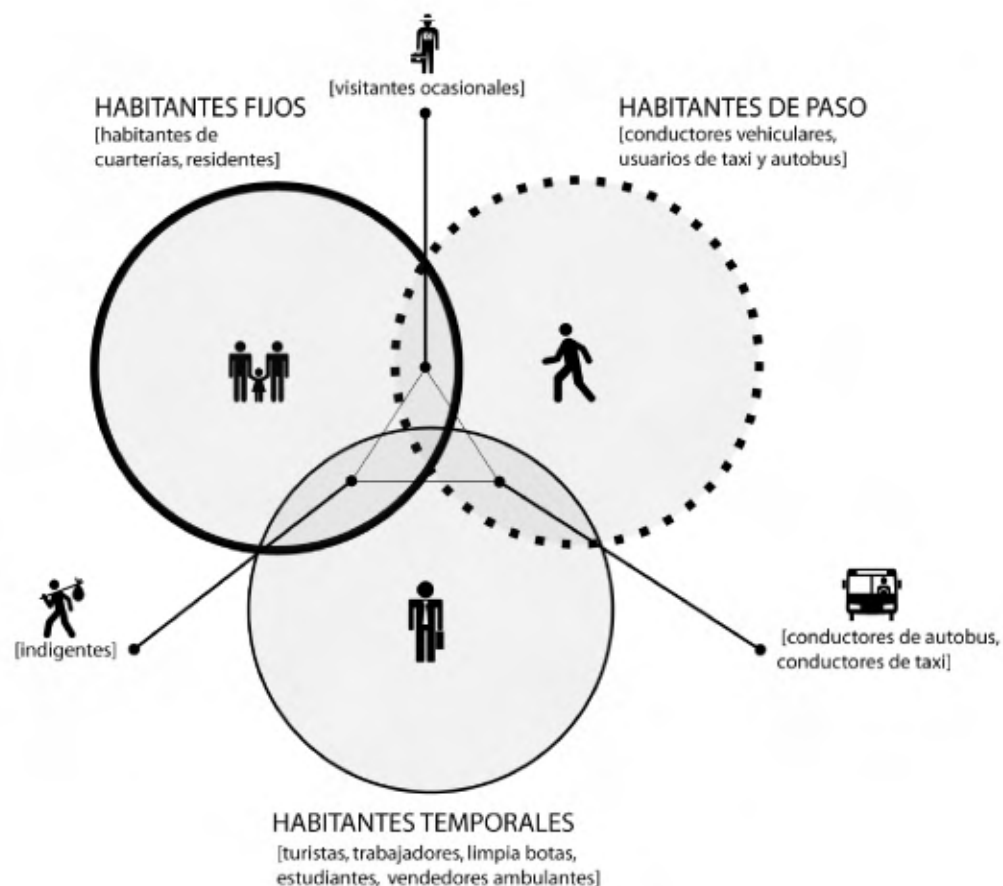 [visitantes ocasionales]
HABITANTES FIJOS
[habitantes de
cuarterías, residentes]
HABITANTES DE PASO
[conductores vehiculares,
usuarios de taxi y autobus]
[indigentes]
[conductores de autobus,
conductores de taxi]
HABITANTES TEMPORALES
[turistas, trabajadores, limpia botas,
estudiantes, vendedores ambulantes]